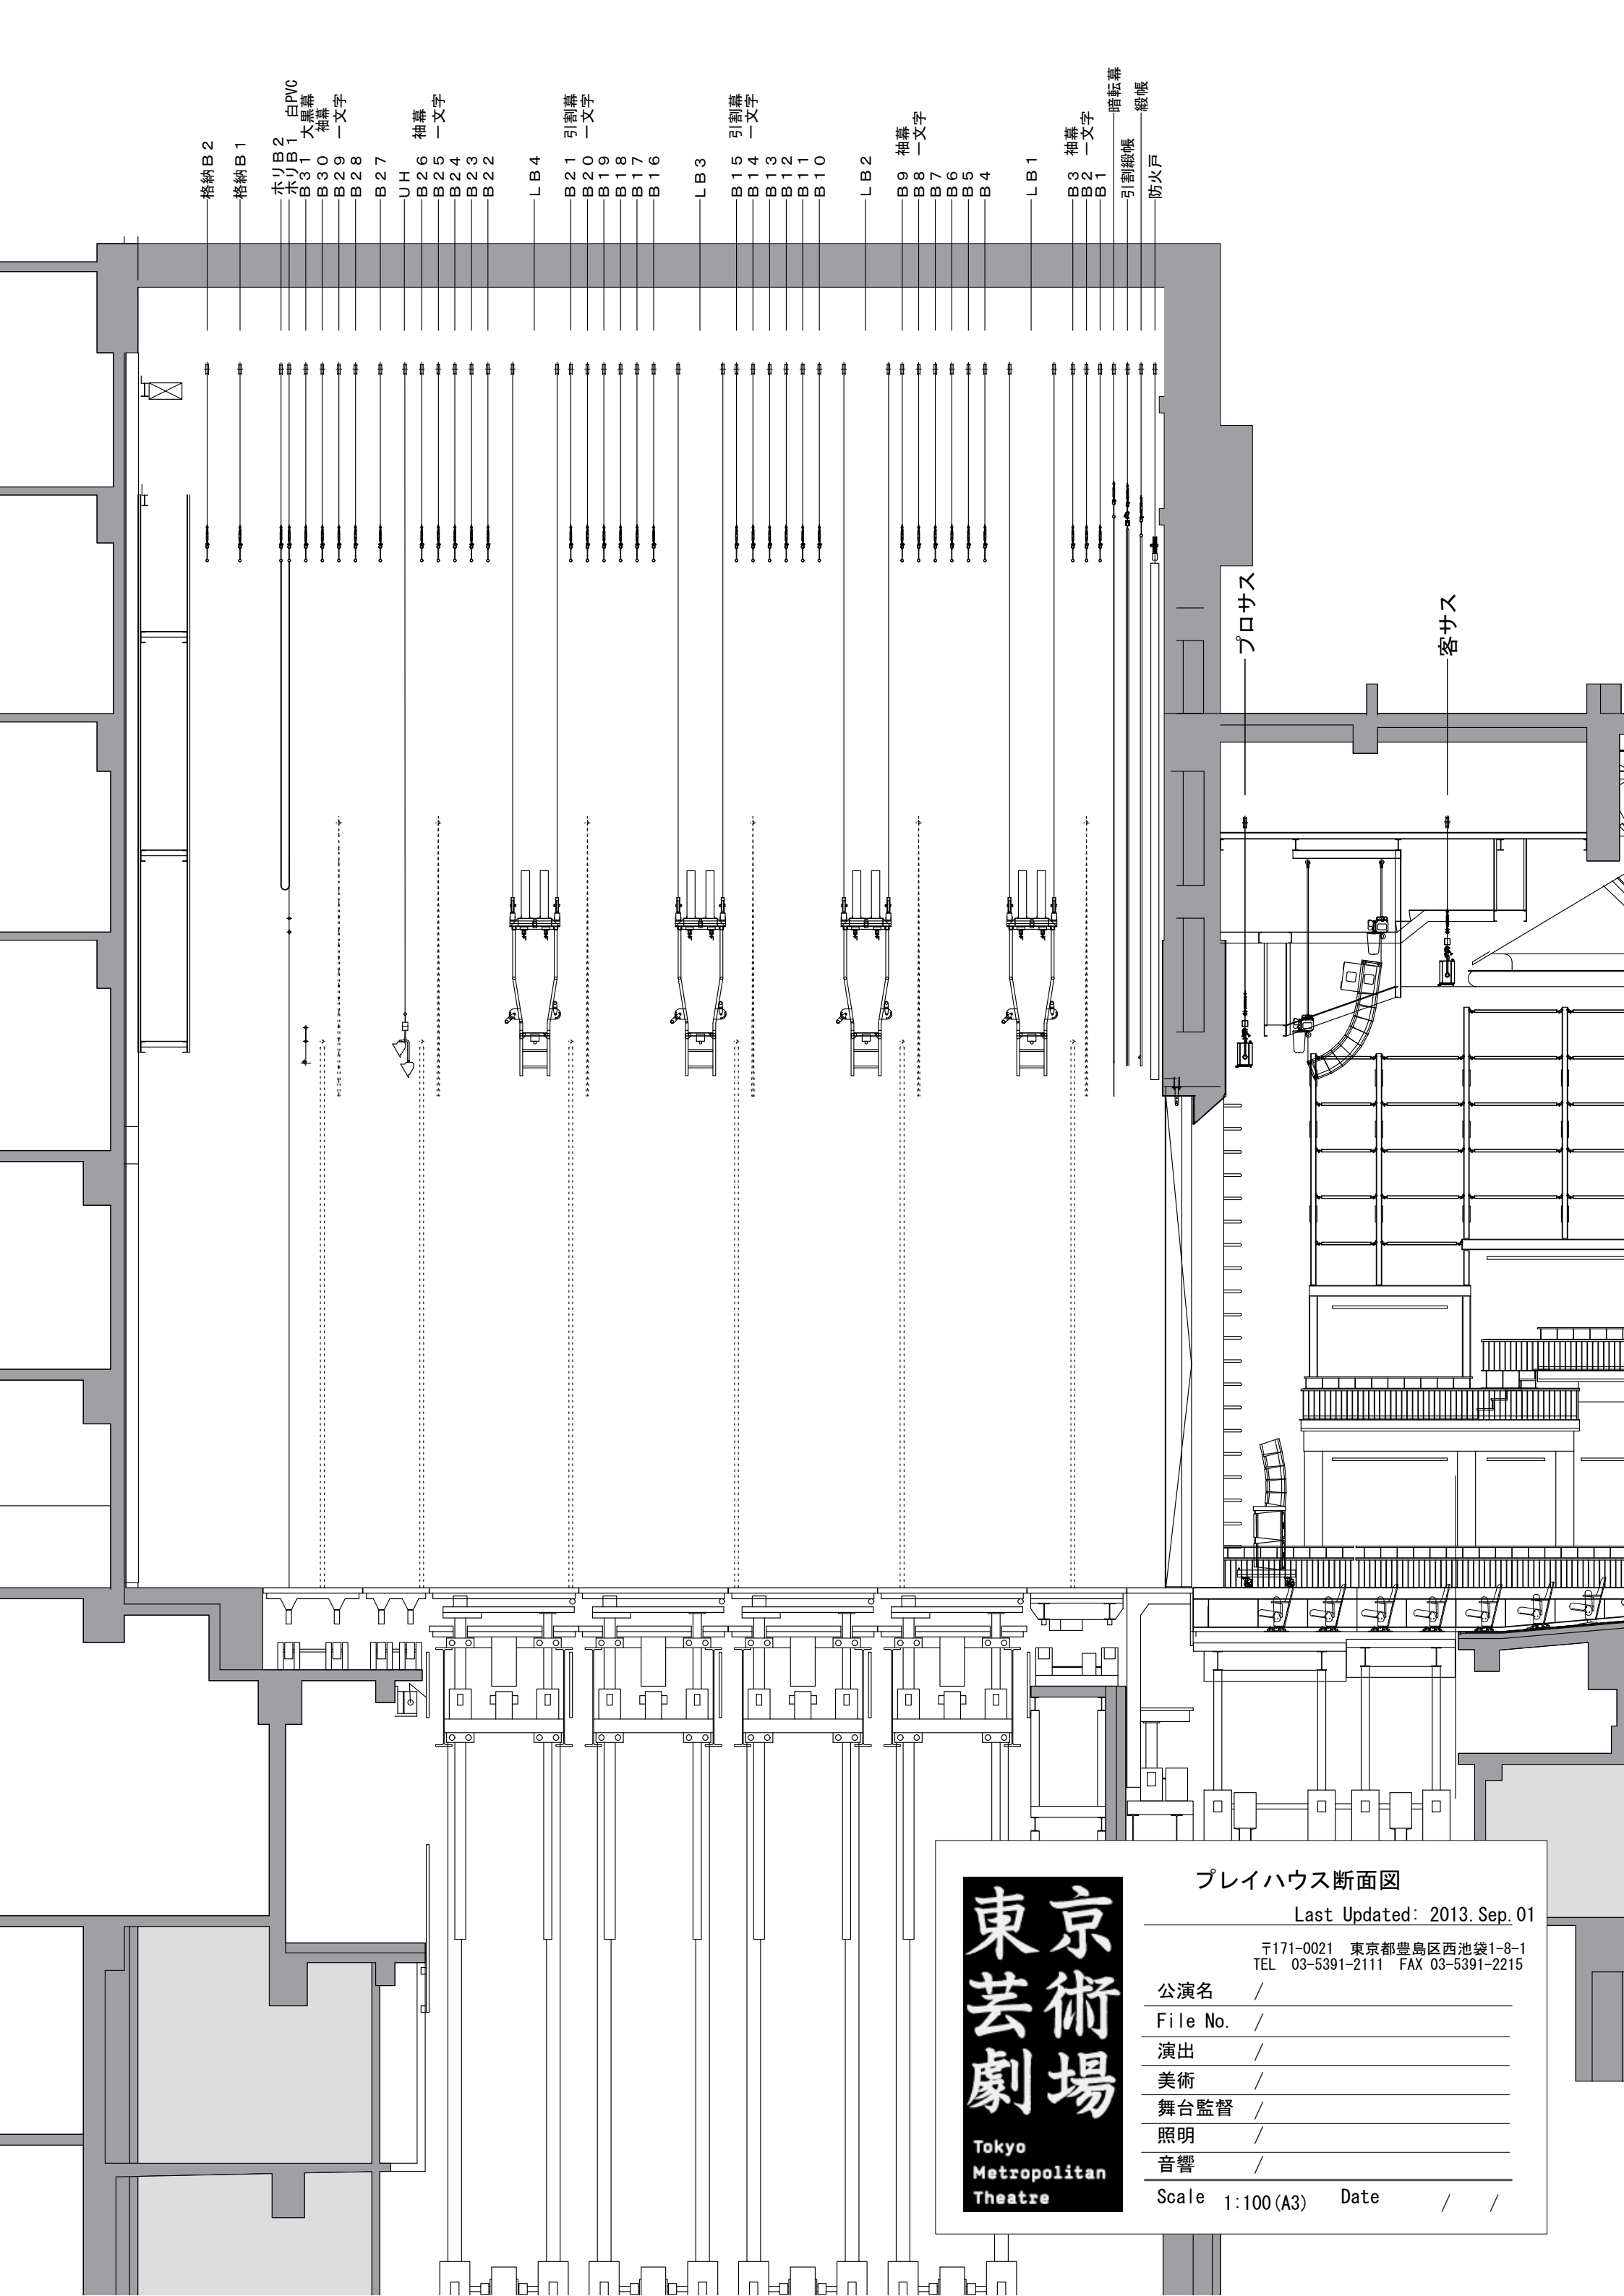 格納B2
格納B1
ホリB2
ホリB1 白PVC
B31 大黒幕
B30 袖幕
B29 一文字
B28
B27
UH
B26 袖幕
B25 一文字
B24
B23
B22
LB4
B21 引割幕
B20 一文字
B19
B18
B17
B16
LB3
B15 引割幕
B14 一文字
B13
B12
B11
B10
LB2
B9 袖幕
B8 一文字
B7
B6
B5
B4
LB1
B3 袖幕
B2 一文字
B1
暗転幕
引割緞帳
緞帳
防火戸
プロサス
客サス
プレイハウス断面図
Last Updated: 2013.Sep.01
〒171-0021 東京都豊島区西池袋1-8-1
TEL 03-5391-2111 FAX 03-5391-2215
公演名 /
File No. /
演出 /
美術 /
舞台監督 /
照明 /
音響 /
Scale 1:100(A3) Date / /
東京
芸術
劇場
Tokyo
Metropolitan
Theatre